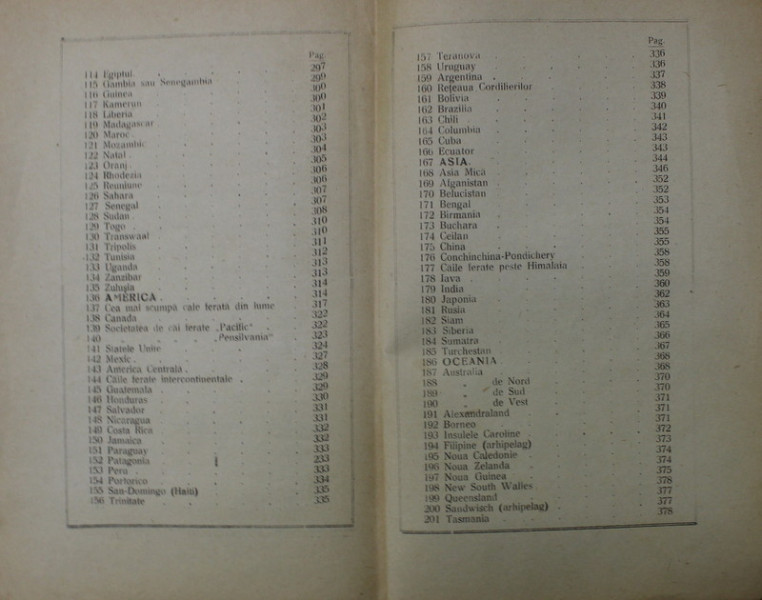 Pag.
114 Egiptul 297
115 Gambia sau Senegambia 299
116 Guinea 300
117 Kamerun 300
118 Liberia 301
119 Madagascar 302
120 Maroc 303
121 Mozambic 303
122 Natal 304
123 Oranj 305
124 Rhodezia 306
125 Reuniune 306
126 Sahara 307
127 Senegal 307
128 Sudan 308
129 Togo 310
130 Transwaal 310
131 Tripolis 311
132 Tunisia 312
133 Uganda 313
134 Zanzibar 313
135 Zuluşia 314
136 AMERICA 314
137 Cea mai scumpă cale ferată din lume 317
138 Canada 322
139 Societatea de căi ferate „Pacific“ 322
140 „ „ „ „Pensilvania“ 323
141 Statele Unite 324
142 Mexic 327
143 America Centrală 328
144 Căile ferate intercontinentale 329
145 Guatemala 329
146 Honduras 330
147 Salvador 331
148 Nicaragua 331
149 Costa Rica 332
150 Jamaica 332
151 Paraguay 333
152 Patagonia 233
153 Peru 333
154 Portorico 334
155 San-Domingo (Haiti) 335
156 Trinitate 335
Pag.
157 Teranova 336
158 Uruguay 336
159 Argentina 337
160 Reţeaua Cordilierilor 338
161 Bolivia 339
162 Brazilia 340
163 Chili 341
164 Columbia 342
165 Cuba 343
166 Ecuator 343
167 ASIA 344
168 Asia Mică 346
169 Afganistan 352
170 Belucistan 352
171 Bengal 353
172 Birmania 354
173 Buchara 354
174 Ceilan 355
175 China 355
176 Conchinchina-Pondichery 358
177 Căile ferate peste Himalaia 358
178 Iava 359
179 India 360
180 Japonia 362
181 Rusia 363
182 Siam 364
183 Siberia 365
184 Sumatra 366
185 Turchestan 367
186 OCEANIA 368
187 Australia 368
188 „ de Nord 370
189 „ de Sud 370
190 „ de Vest 371
191 Alexandraland 371
192 Borneo 371
193 Insulele Caroline 372
194 Filipine (arhipelag) 373
195 Noua Caledonie 374
196 Noua Zelanda 374
197 Noua Guinea 375
198 New South Walles 378
199 Queensland 377
200 Sandwisch (arhipelag) 377
201 Tasmania 378